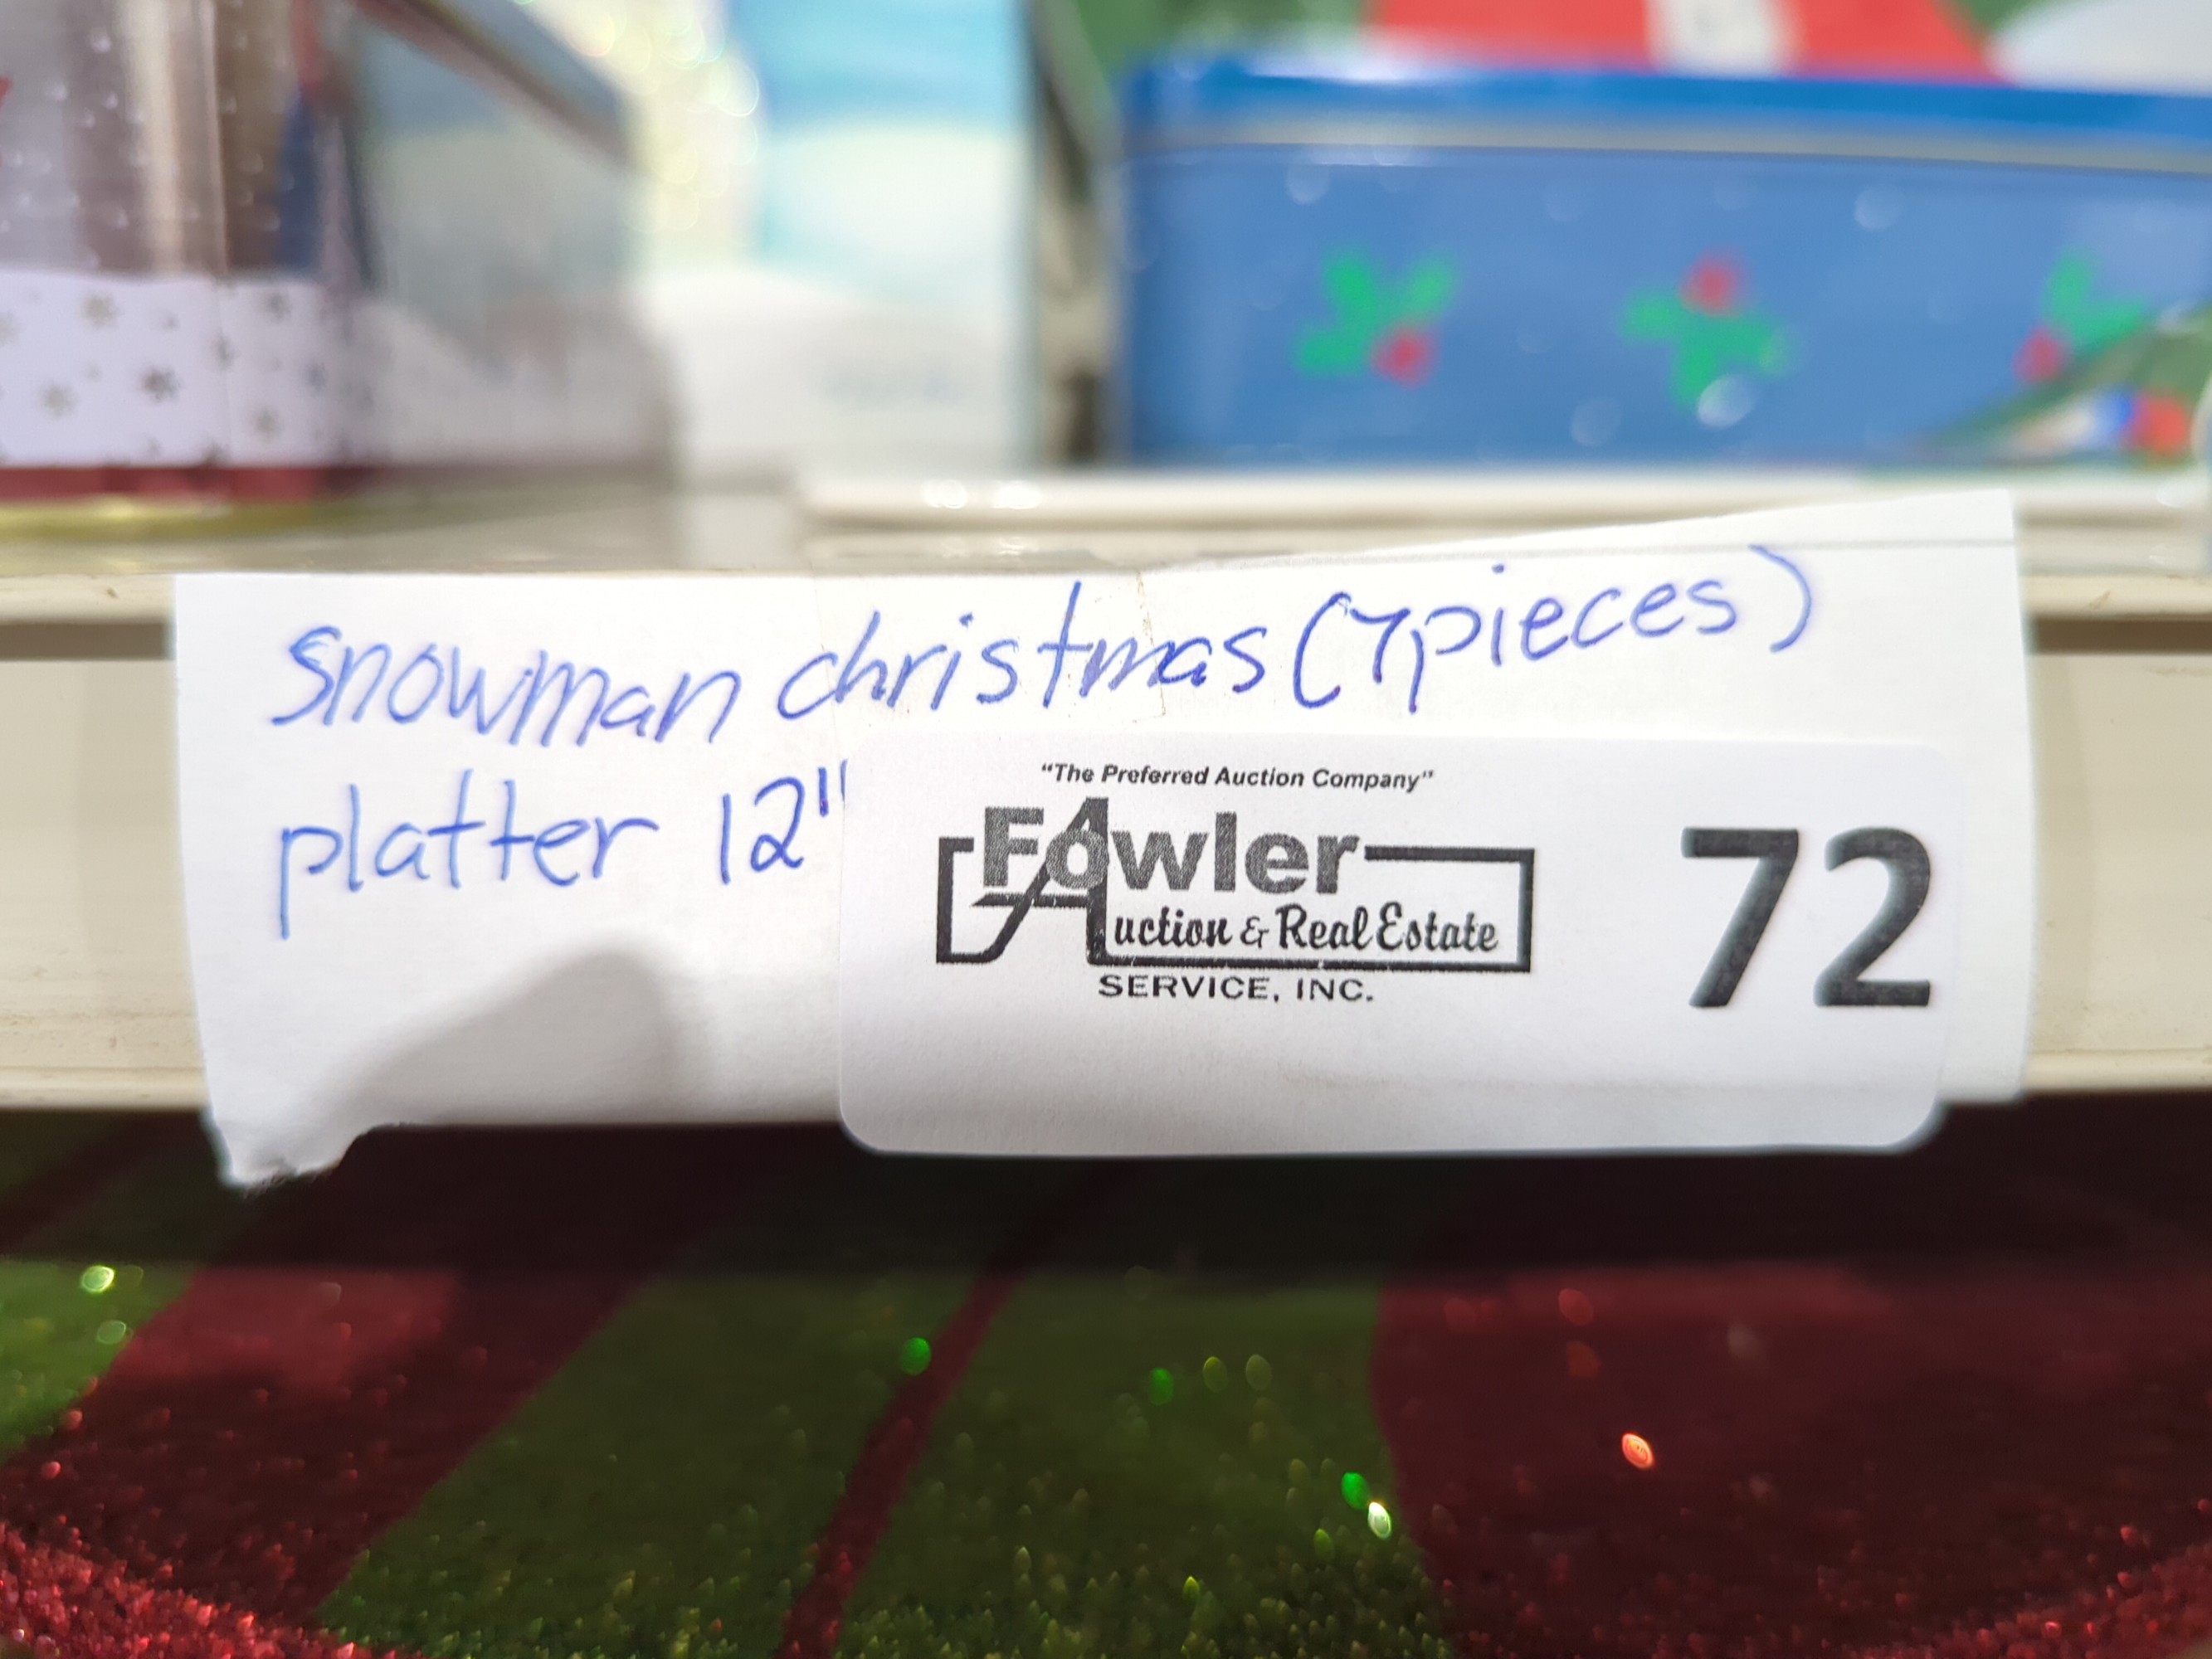 snowman christmas (7pieces)
platter 12"
"The Preferred Auction Company"
Fowler
Auction & Real Estate
SERVICE, INC.
72